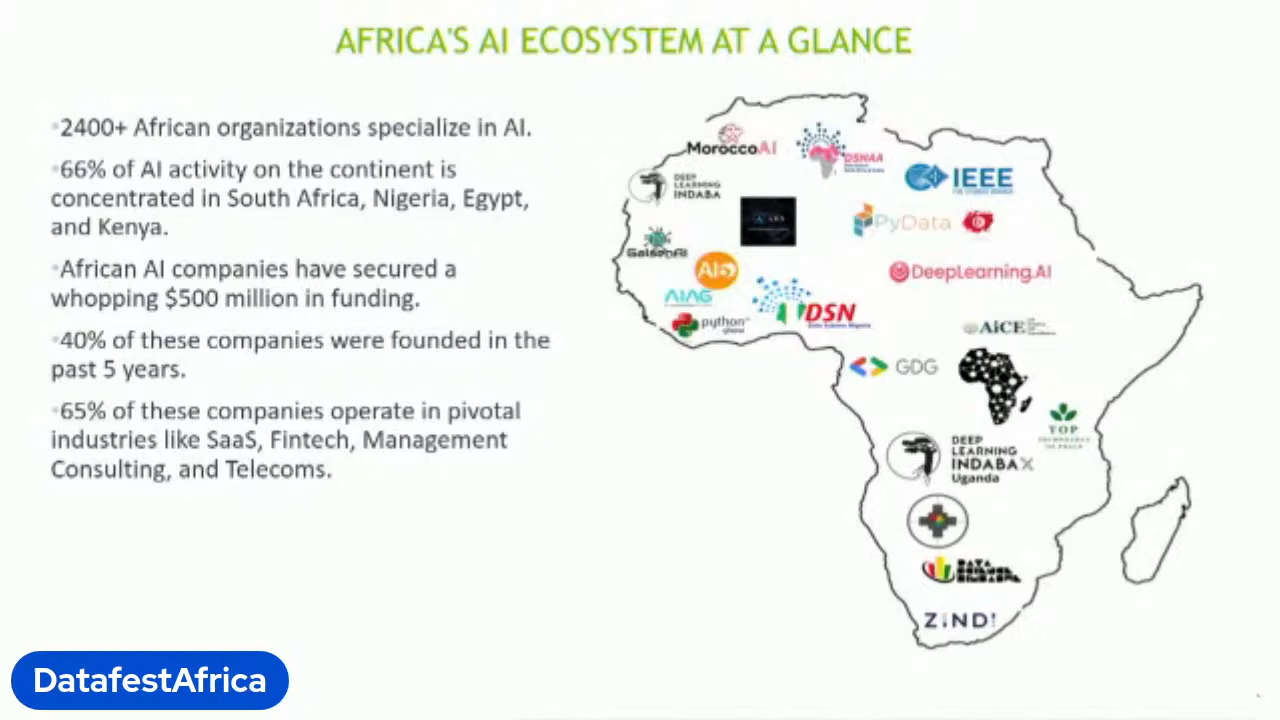 AFRICA'S AI ECOSYSTEM AT A GLANCE
•2400+ African organizations specialize in AI.
•66% of AI activity on the continent is
concentrated in South Africa, Nigeria, Egypt,
and Kenya.
•African AI companies have secured a
whopping $500 million in funding.
•40% of these companies were founded in the
past 5 years.
•65% of these companies operate in pivotal
industries like SaaS, Fintech, Management
Consulting, and Telecoms.
MoroccoAI
DSNAA
DEEP
LEARNING
INDABA
IEEE
PyData
GalsenAI
DeepLearning.AI
AIAG
DSN
python
ghana
AiCE
GDG
TOP
DEEP
LEARNING
INDABA X
Uganda
ZINDI
DatafestAfrica